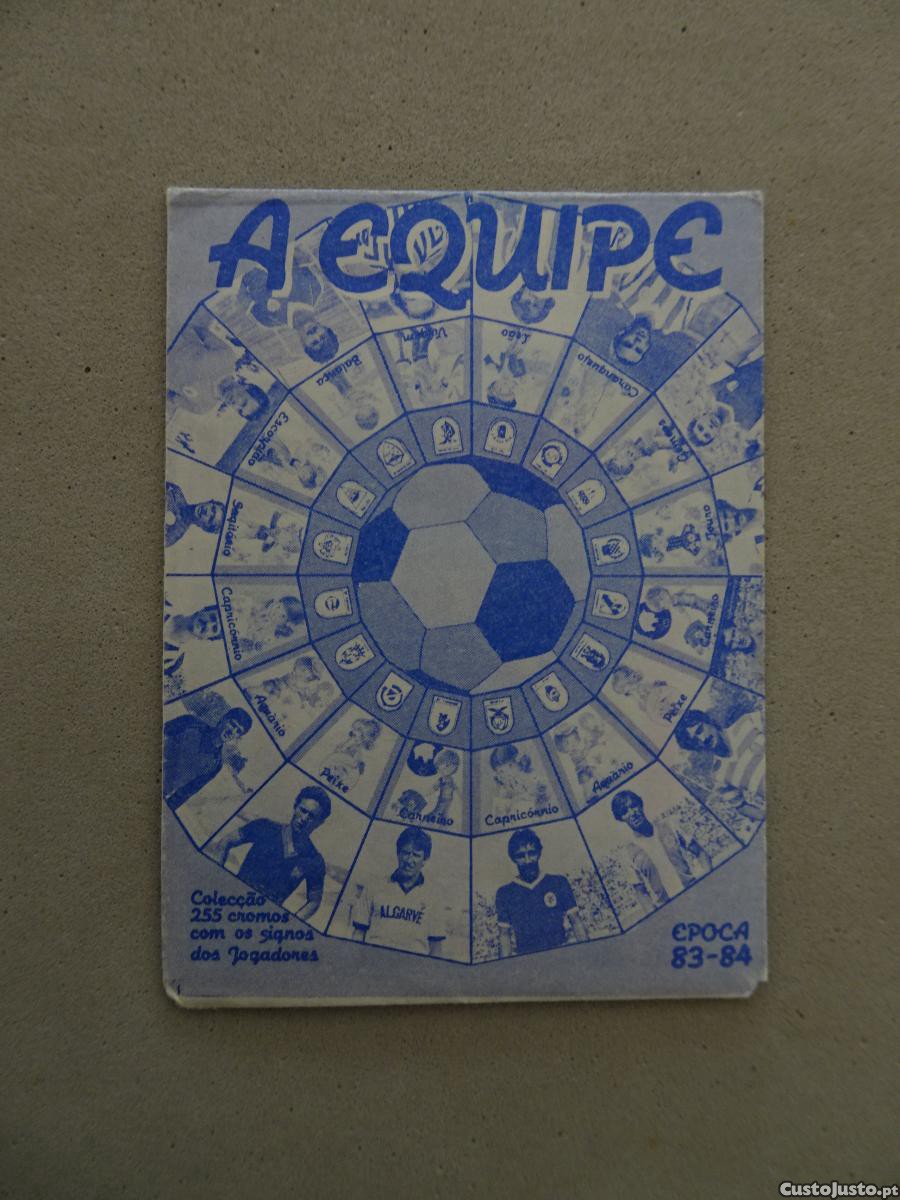 A EQUIPE
Virgem
Leão
Balança
Caranguejo
Escorpião
Sagitário
Touro
Capricórnio
Carneiro
Aquário
Peixe
Peixe
Carneiro
Capricórnio
Aquário
ALGARVE
Colecção
255 cromos
com os signos
dos Jogadores
EPOCA
83-84
CustoJusto.pt